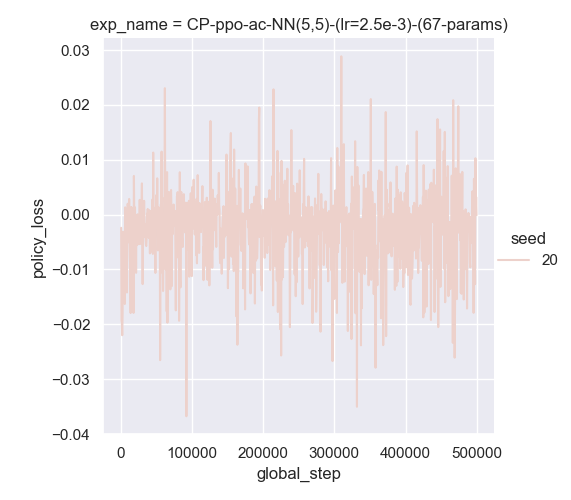 exp_name = CP-ppo-ac-NN(5,5)-(lr=2.5e-3)-(67-params)
0.03
0.02
0.01
0.00
−0.01
−0.02
−0.03
−0.04
policy_loss
0 100000 200000 300000 400000 500000
global_step
seed
20